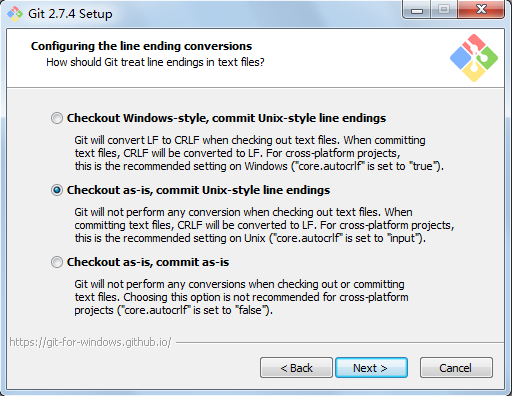 Git 2.7.4 Setup
Configuring the line ending conversions
How should Git treat line endings in text files?
Checkout Windows-style, commit Unix-style line endings
Git will convert LF to CRLF when checking out text files. When committing
text files, CRLF will be converted to LF. For cross-platform projects,
this is the recommended setting on Windows ("core.autocrlf" is set to "true").
Checkout as-is, commit Unix-style line endings
Git will not perform any conversion when checking out text files. When
committing text files, CRLF will be converted to LF. For cross-platform projects,
this is the recommended setting on Unix ("core.autocrlf" is set to "input").
Checkout as-is, commit as-is
Git will not perform any conversions when checking out or committing
text files. Choosing this option is not recommended for cross-platform
projects ("core.autocrlf" is set to "false").
https://git-for-windows.github.io/
< Back
Next >
Cancel